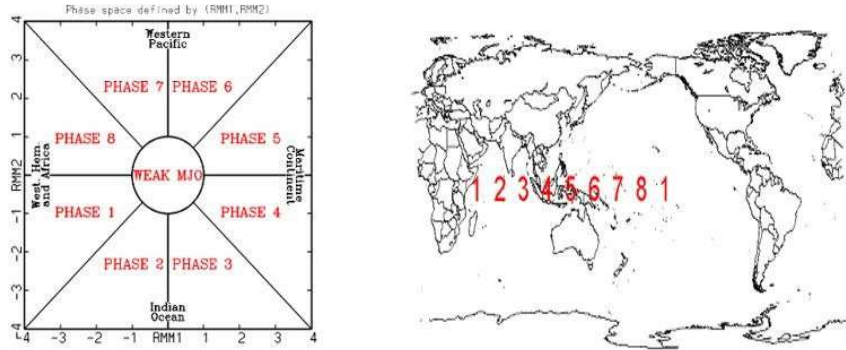 Phase space defined by (RMM1,RMM2)
4
Western
Pacific
3
PHASE 7 PHASE 6
2
1
PHASE 8
PHASE 5
RMM2
0
West. Hem.
and Africa
WEAK MJO
Maritime
Continent
-1
PHASE 1
PHASE 4
-2
PHASE 2 PHASE 3
-3
Indian
Ocean
-4
-4 -3 -2 -1 RMM1 1 2 3 4
1 2 3 4 5 6 7 8 1